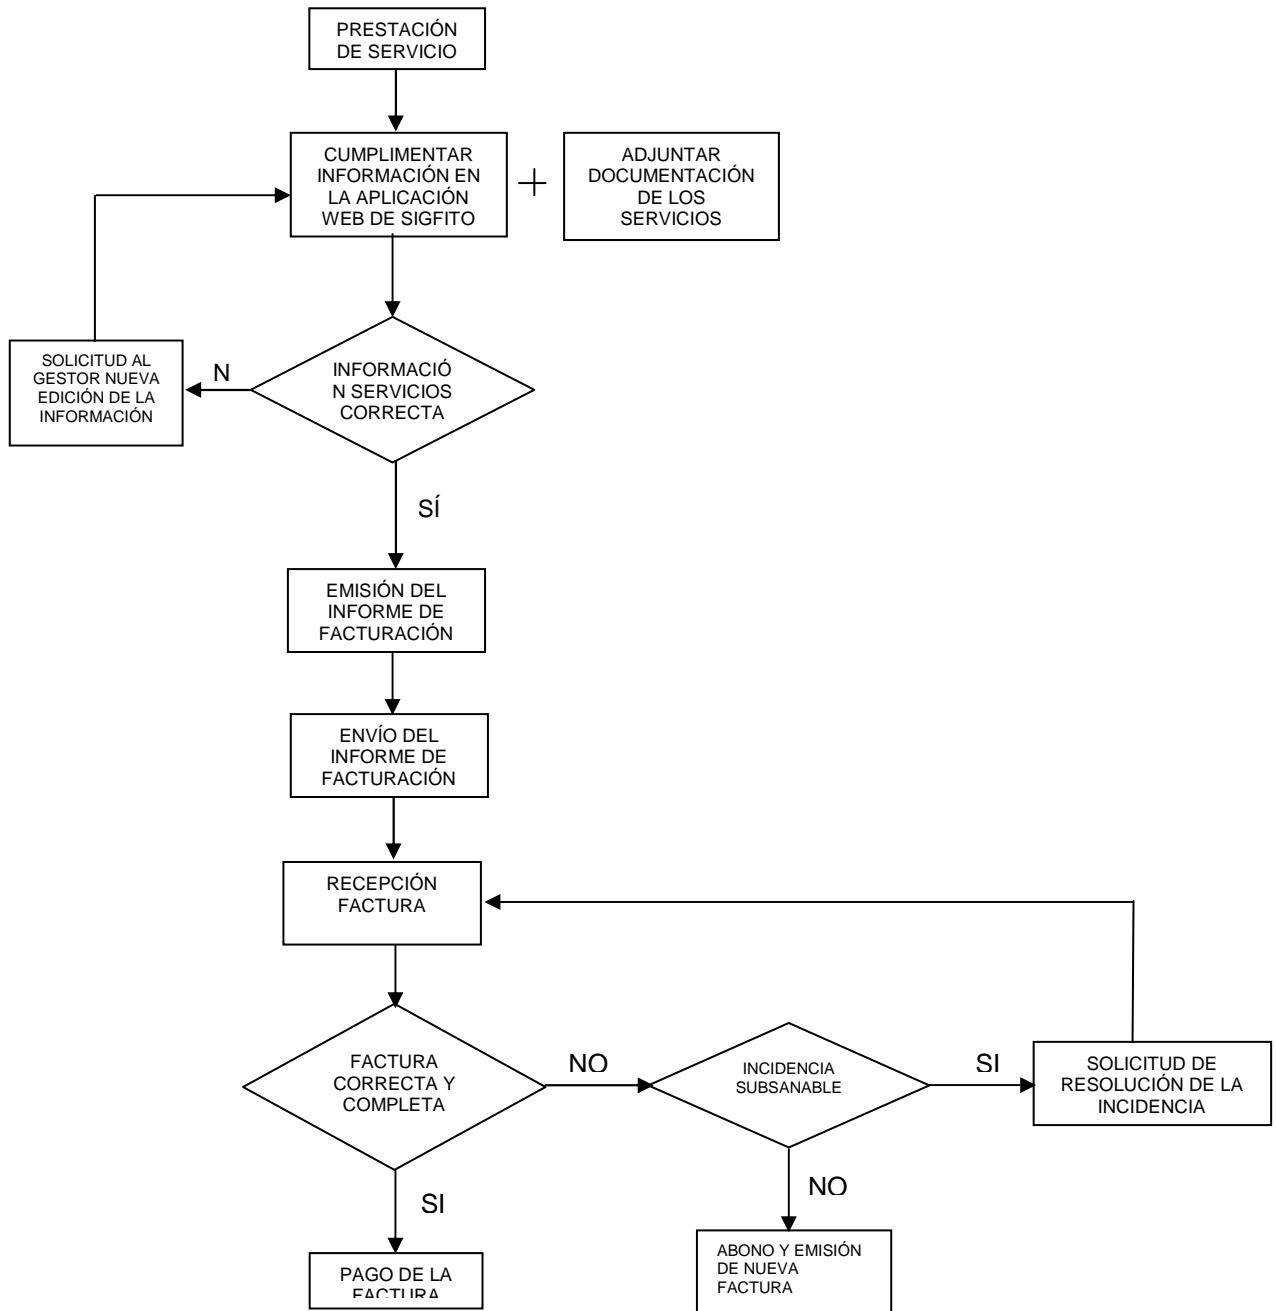 PRESTACIÓN
DE SERVICIO
CUMPLIMENTAR
INFORMACIÓN EN
LA APLICACIÓN
WEB DE SIGFITO
+
ADJUNTAR
DOCUMENTACIÓN
DE LOS
SERVICIOS
SOLICITUD AL
GESTOR NUEVA
EDICIÓN DE LA
INFORMACIÓN
N
INFORMACIÓ
N SERVICIOS
CORRECTA
SÍ
EMISIÓN DEL
INFORME DE
FACTURACIÓN
ENVÍO DEL
INFORME DE
FACTURACIÓN
RECEPCIÓN
FACTURA
FACTURA
CORRECTA Y
COMPLETA
NO
INCIDENCIA
SUBSANABLE
SI
SOLICITUD DE
RESOLUCIÓN DE LA
INCIDENCIA
SI
NO
PAGO DE LA
FACTURA
ABONO Y EMISIÓN
DE NUEVA
FACTURA